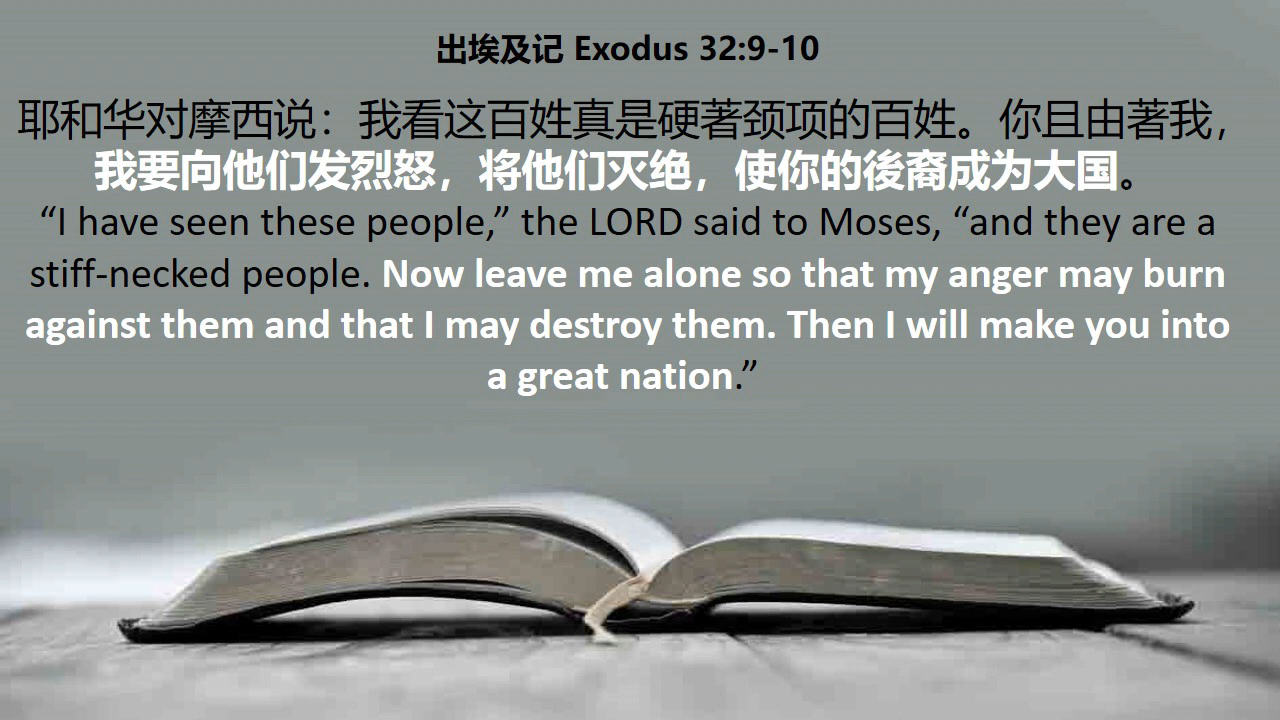 出埃及记 Exodus 32:9-10
耶和华对摩西说：我看这百姓真是硬著颈项的百姓。你且由著我，
我要向他们发烈怒，将他们灭绝，使你的後裔成为大国。
“I have seen these people,” the LORD said to Moses, “and they are a
stiff-necked people. Now leave me alone so that my anger may burn
against them and that I may destroy them. Then I will make you into
a great nation.”